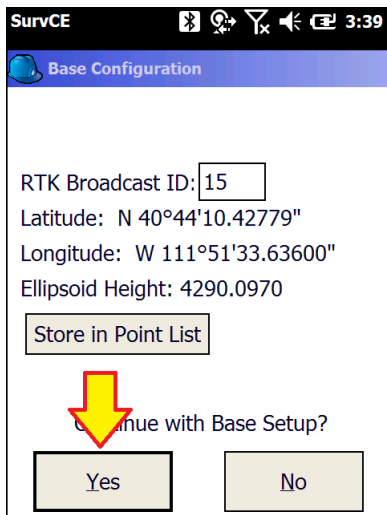 SurvCE 3:39
Base Configuration
RTK Broadcast ID: 15
Latitude: N 40°44'10.42779"
Longitude: W 111°51'33.63600"
Ellipsoid Height: 4290.0970
Store in Point List
with Base Setup?
Yes No